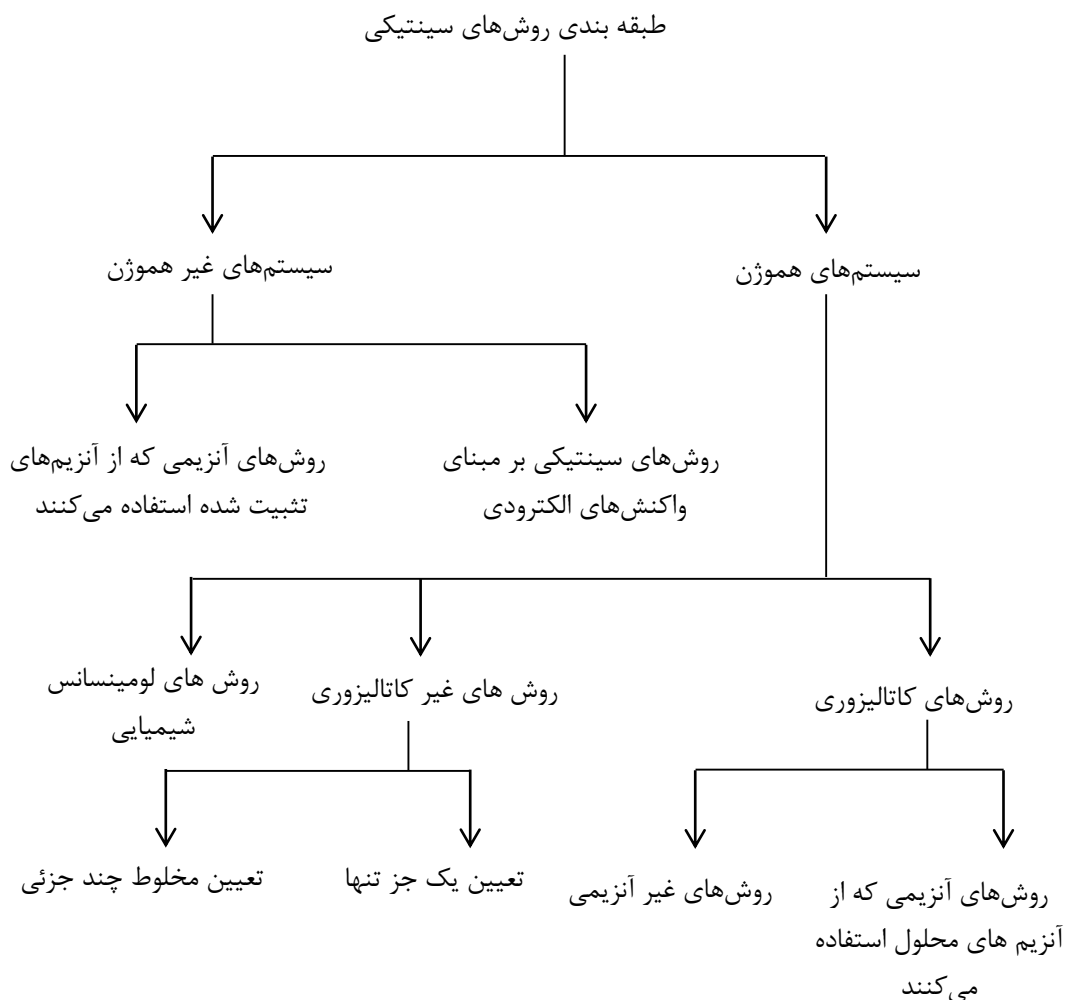 طبقه بندی روش‌های سینتیکی
سیستم‌های هموژن
سیستم‌های غیر هموژن
روش‌های سینتیکی بر مبنای
واکنش‌های الکترودی
روش‌های آنزیمی که از آنزیم‌های
تثبیت شده استفاده می‌کنند
روش‌های کاتالیزوری
روش های غیر کاتالیزوری
روش های لومینسانس
شیمیایی
روش‌های آنزیمی که از
آنزیم های محلول استفاده
می‌کنند
روش‌های غیر آنزیمی
تعیین یک جز تنها
تعیین مخلوط چند جزئی